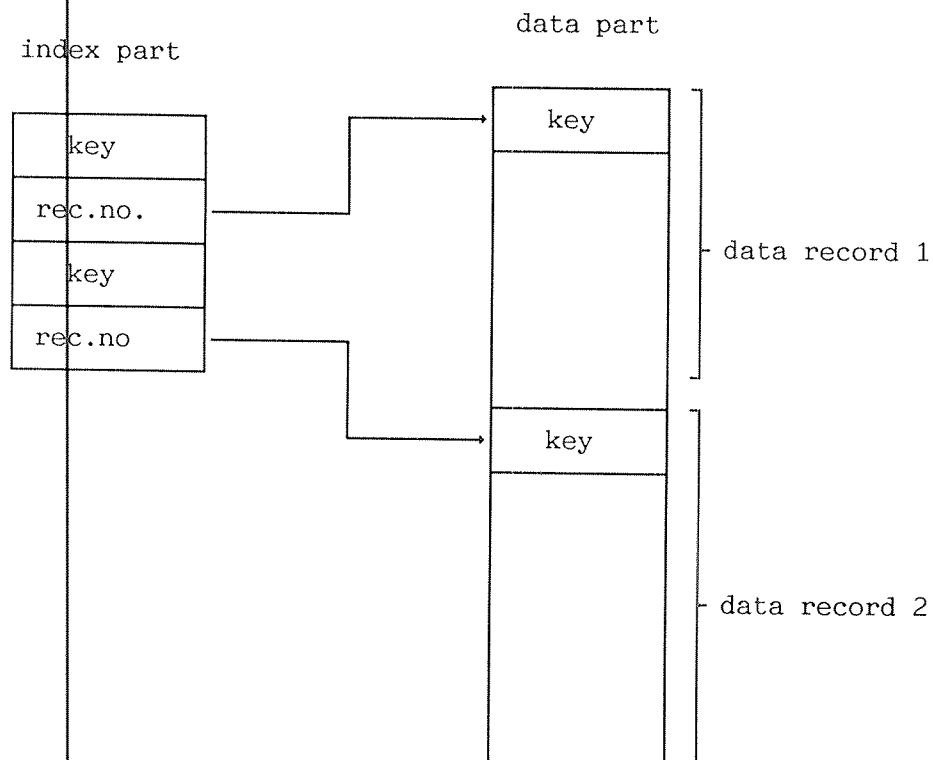 data part
index part
key
key
rec.no.
data record 1
key
rec.no
key
data record 2